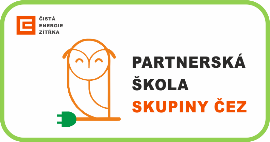 ČISTÁ
ENERGIE
ZÍTŘKA
PARTNERSKÁ
ŠKOLA
SKUPINY ČEZ